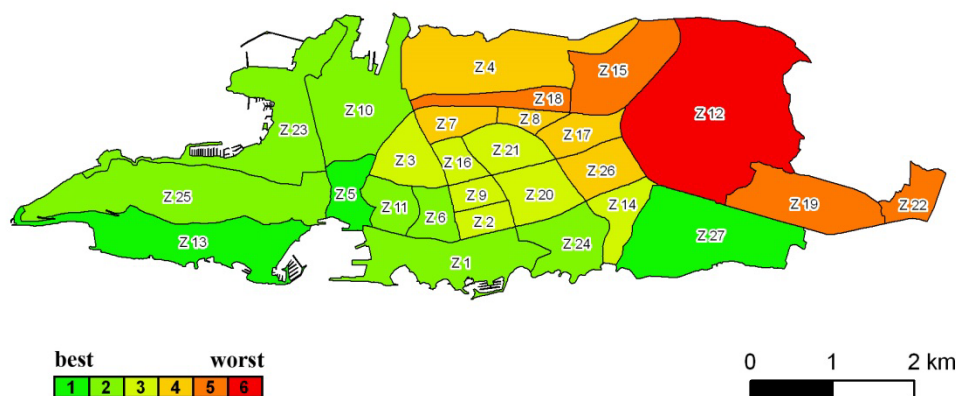 Z 4
Z 15
Z 18
Z 10
Z 12
Z 7
Z 8
Z 23
Z 17
Z 21
Z 3
Z 16
Z 26
Z 5
Z 9
Z 20
Z 25
Z 11
Z 14
Z 19
Z 22
Z 6
Z 2
Z 27
Z 13
Z 24
Z 1
best worst
1 2 3 4 5 6
0 1 2 km